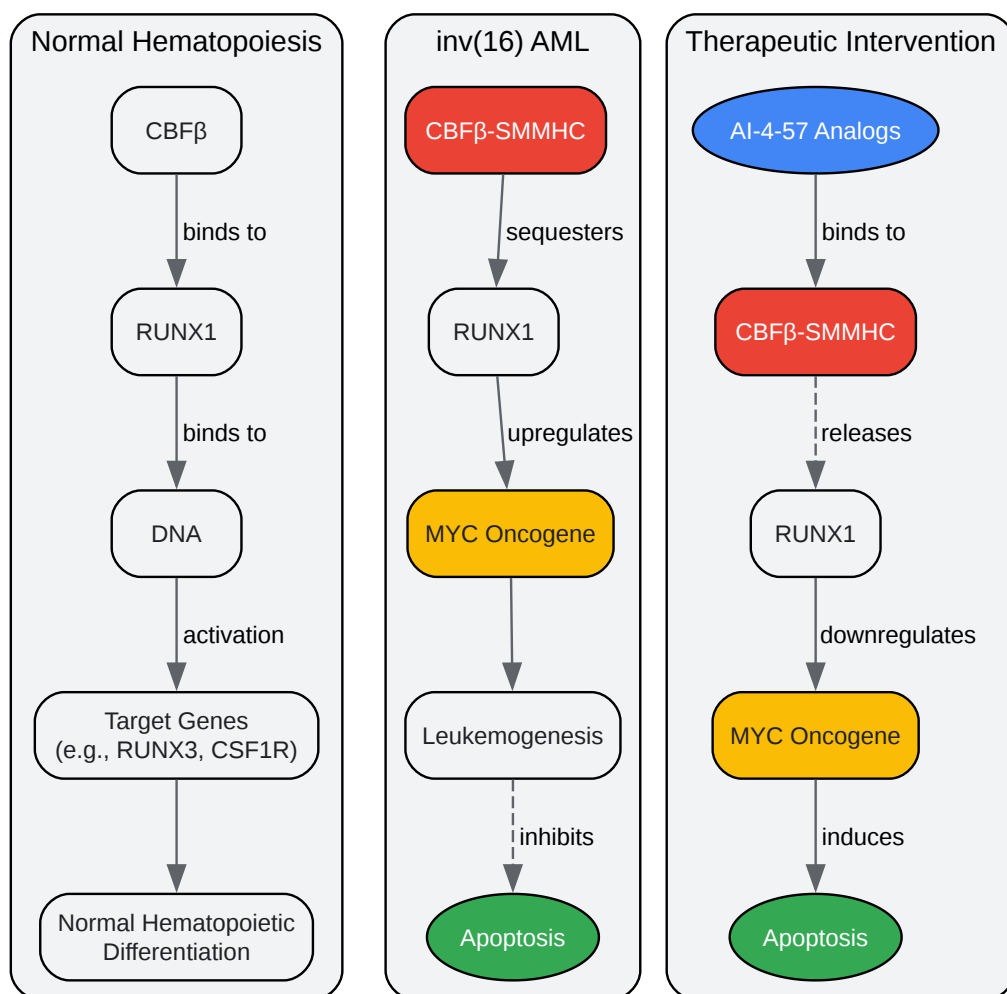 Normal Hematopoiesis
CBFβ
binds to
RUNX1
binds to
DNA
activation
Target Genes
(e.g., RUNX3, CSF1R)
Normal Hematopoietic
Differentiation
inv(16) AML
CBFβ-SMMHC
sequesters
RUNX1
upregulates
MYC Oncogene
Leukemogenesis
inhibits
Apoptosis
Therapeutic Intervention
AI-4-57 Analogs
binds to
CBFβ-SMMHC
releases
RUNX1
downregulates
MYC Oncogene
induces
Apoptosis